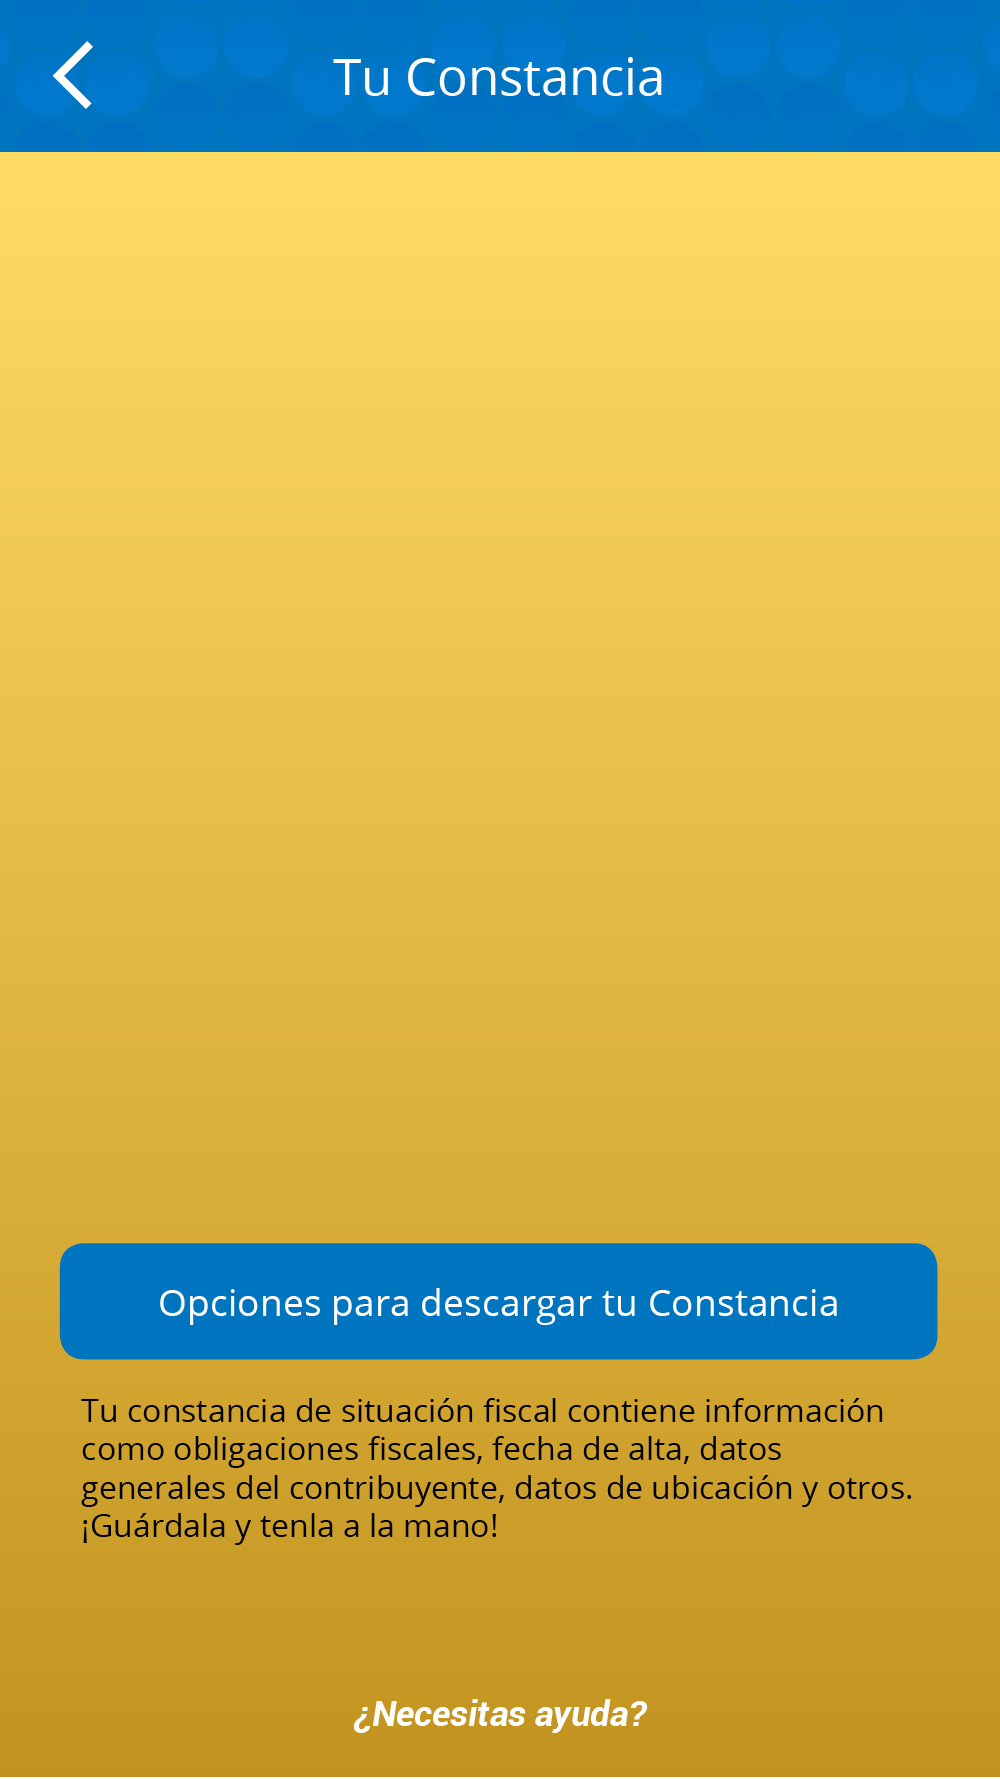 Tu Constancia
Opciones para descargar tu Constancia
Tu constancia de situación fiscal contiene información
como obligaciones fiscales, fecha de alta, datos
generales del contribuyente, datos de ubicación y otros.
¡Guárdala y tenla a la mano!
¿Necesitas ayuda?